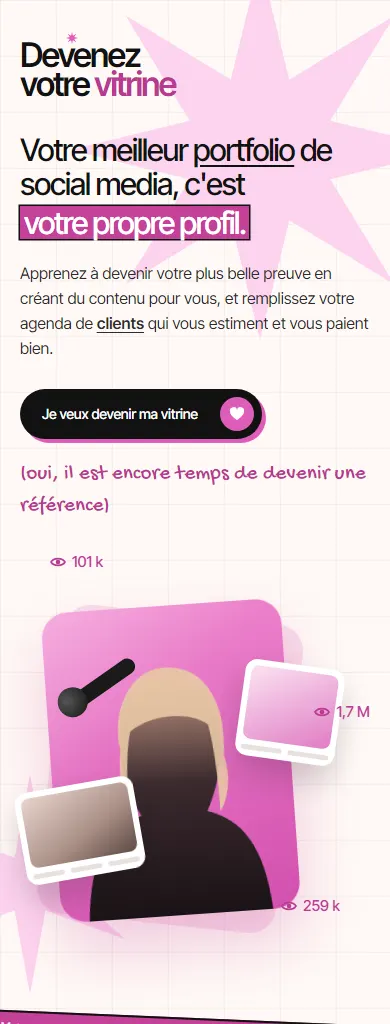 Devenez
votre vitrine
Votre meilleur portfolio de
social media, c'est
votre propre profil.
Apprenez à devenir votre plus belle preuve en
créant du contenu pour vous, et remplissez votre
agenda de clients qui vous estiment et vous paient
bien.
Je veux devenir ma vitrine
(oui, il est encore temps de devenir une
référence)
101 k
1,7 M
259 k